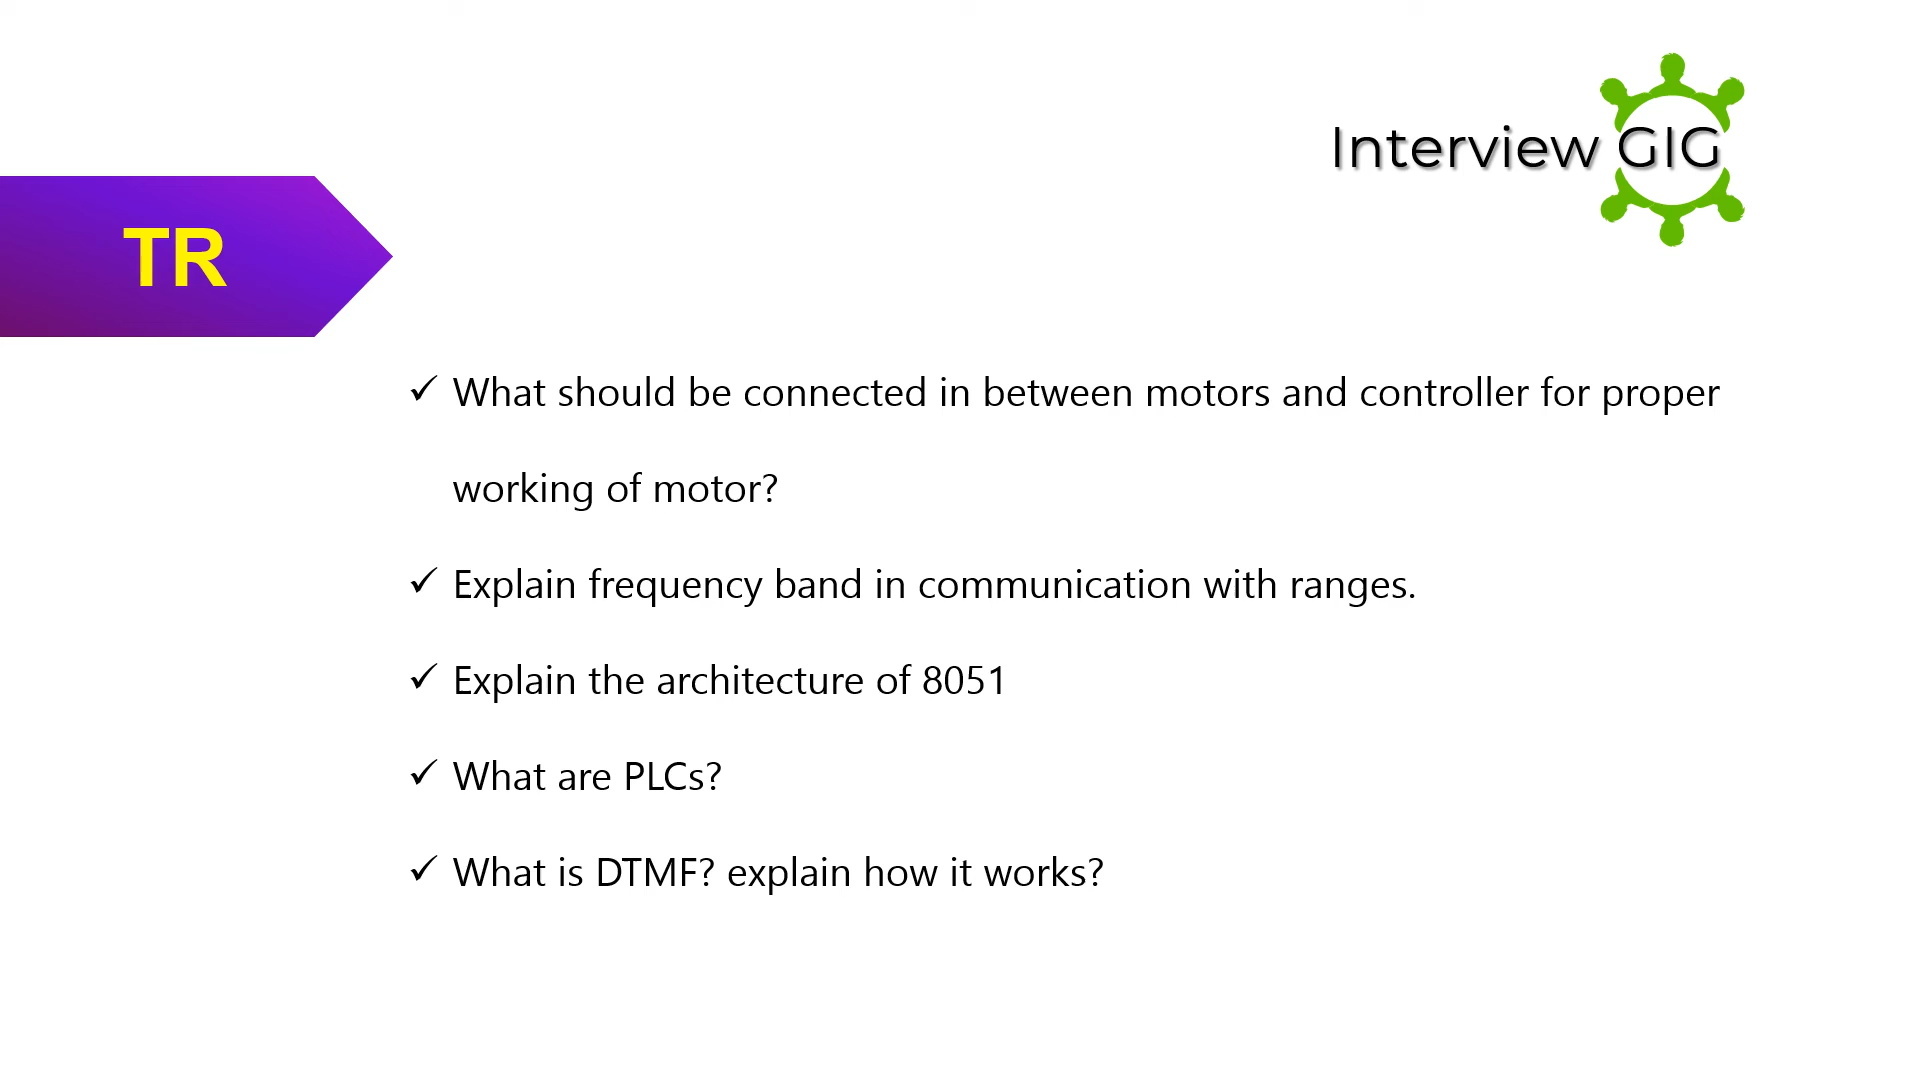 Interview GIG
TR
✓ What should be connected in between motors and controller for proper
working of motor?
✓ Explain frequency band in communication with ranges.
✓ Explain the architecture of 8051
✓ What are PLCs?
✓ What is DTMF? explain how it works?